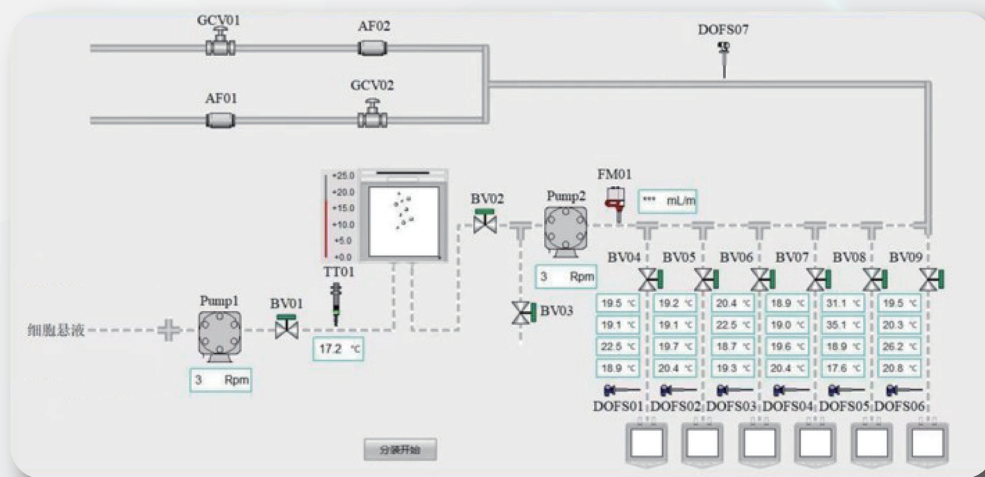 GCV01
AF02
DOFS07
AF01
GCV02
+25.0
+20.0
+15.0
+10.0
+5.0
+0.0
BV02
Pump2
FM01
*** mL/m
TT01
3 Rpm
BV03
BV04 BV05 BV06 BV07 BV08 BV09
细胞悬液
Pump1
BV01
17.2 ℃
3 Rpm
19.5 ℃ 19.2 ℃ 20.4 ℃ 18.9 ℃ 31.1 ℃ 19.5 ℃
19.1 ℃ 19.1 ℃ 22.5 ℃ 19.0 ℃ 35.1 ℃ 20.3 ℃
22.5 ℃ 19.7 ℃ 18.7 ℃ 19.6 ℃ 18.9 ℃ 26.2 ℃
18.9 ℃ 20.4 ℃ 19.3 ℃ 20.4 ℃ 17.6 ℃ 20.8 ℃
DOFS01 DOFS02 DOFS03 DOFS04 DOFS05 DOFS06
分装开始